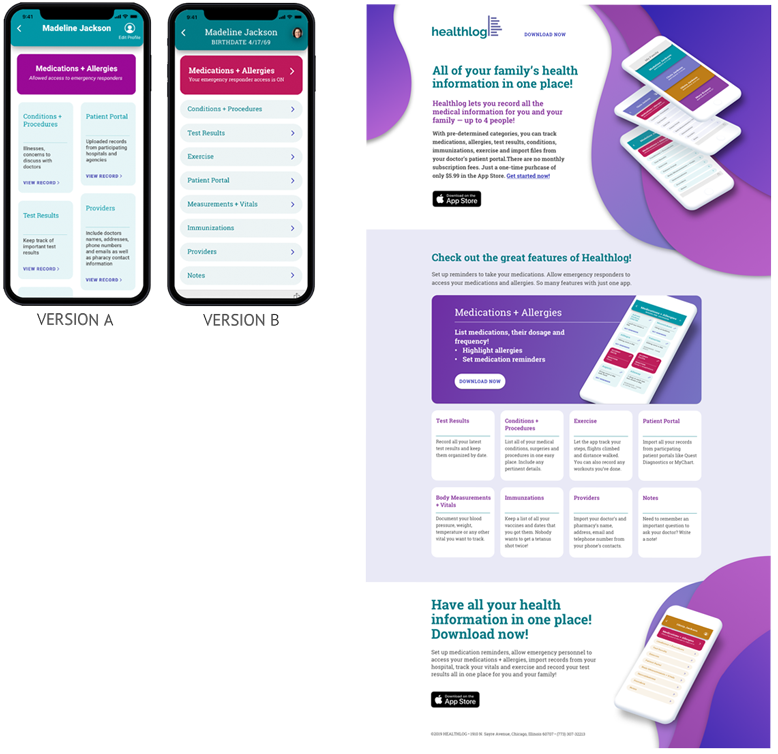 9:41
Madeline Jackson
Edit Profile
Medications + Allergies
Allowed access to emergency responders
Conditions +
Procedures
Illnesses,
concerns to
discuss with
doctors
VIEW RECORD >
Patient Portal
Uploaded records
from participating
hospitals and
agencies
VIEW RECORD >
Test Results
Keep track of
important test
results
VIEW RECORD >
Providers
Include doctors
names, addresses,
phone numbers
and emails as well
as pharacy contact
information
VIEW RECORD >
VERSION A
9:41
Madeline Jackson
BIRTHDATE 4/17/69
Medications + Allergies
Your emergency responder access is ON
Conditions + Procedures
Test Results
Exercise
Patient Portal
Measurements + Vitals
Immunizations
Providers
Notes
VERSION B
healthlog
DOWNLOAD NOW
All of your family's health
information in one place!
Healthlog lets you record all the
medical information for you and your
family — up to 4 people!
With pre-determined categories, you can track
medications, allergies, test results, conditions,
immunizations, exercise and import files from
your doctor's patient portal.There are no monthly
subscription fees. Just a one-time purhcase of
only $5.99 in the App Store. Get started now!
Download on the
App Store
Check out the great features of Healthlog!
Set up reminders to take your medications. Allow emergency responders to
access your medications and allergies. So many features with just one app.
Medications + Allergies
List medications, their dosage and
frequency!
• Highlight allergies
• Set medication reminders
DOWNLOAD NOW
Medications + Allergies
Test Results
Record all your latest
test results and keep
them organized by date.
Conditions +
Procedures
List all of your medical
conditions, surgeries and
procedures in one easy
place. Include any
pertinent details.
Exercise
Let the app track your
steps, flights climbed
and distance walked.
You can also record any
workouts you've done.
Patient Portal
Import all your records
from participating
patient portals like Quest
Diagnostics or MyChart.
Body Measurements
+ Vitals
Document your blood
pressure, weight,
temperature or any other
vital you want to track.
Immunzations
Keep a list of all your
vaccines and dates that
you got them. Nobody
wants to get a tetanus
shot twice!
Providers
Import your doctor's and
pharmacy's name,
address, email and
telephone number from
your phone's contacts.
Notes
Need to remember an
important question to
ask your doctor? Write
a note!
Have all your health
information in one place!
Download now!
Set up medication reminders, allow emergency personnel to
access your medications + allergies, import records from your
hospital, track your vitals and exercise and record your test
results all in one place for you and your family!
Download on the
App Store